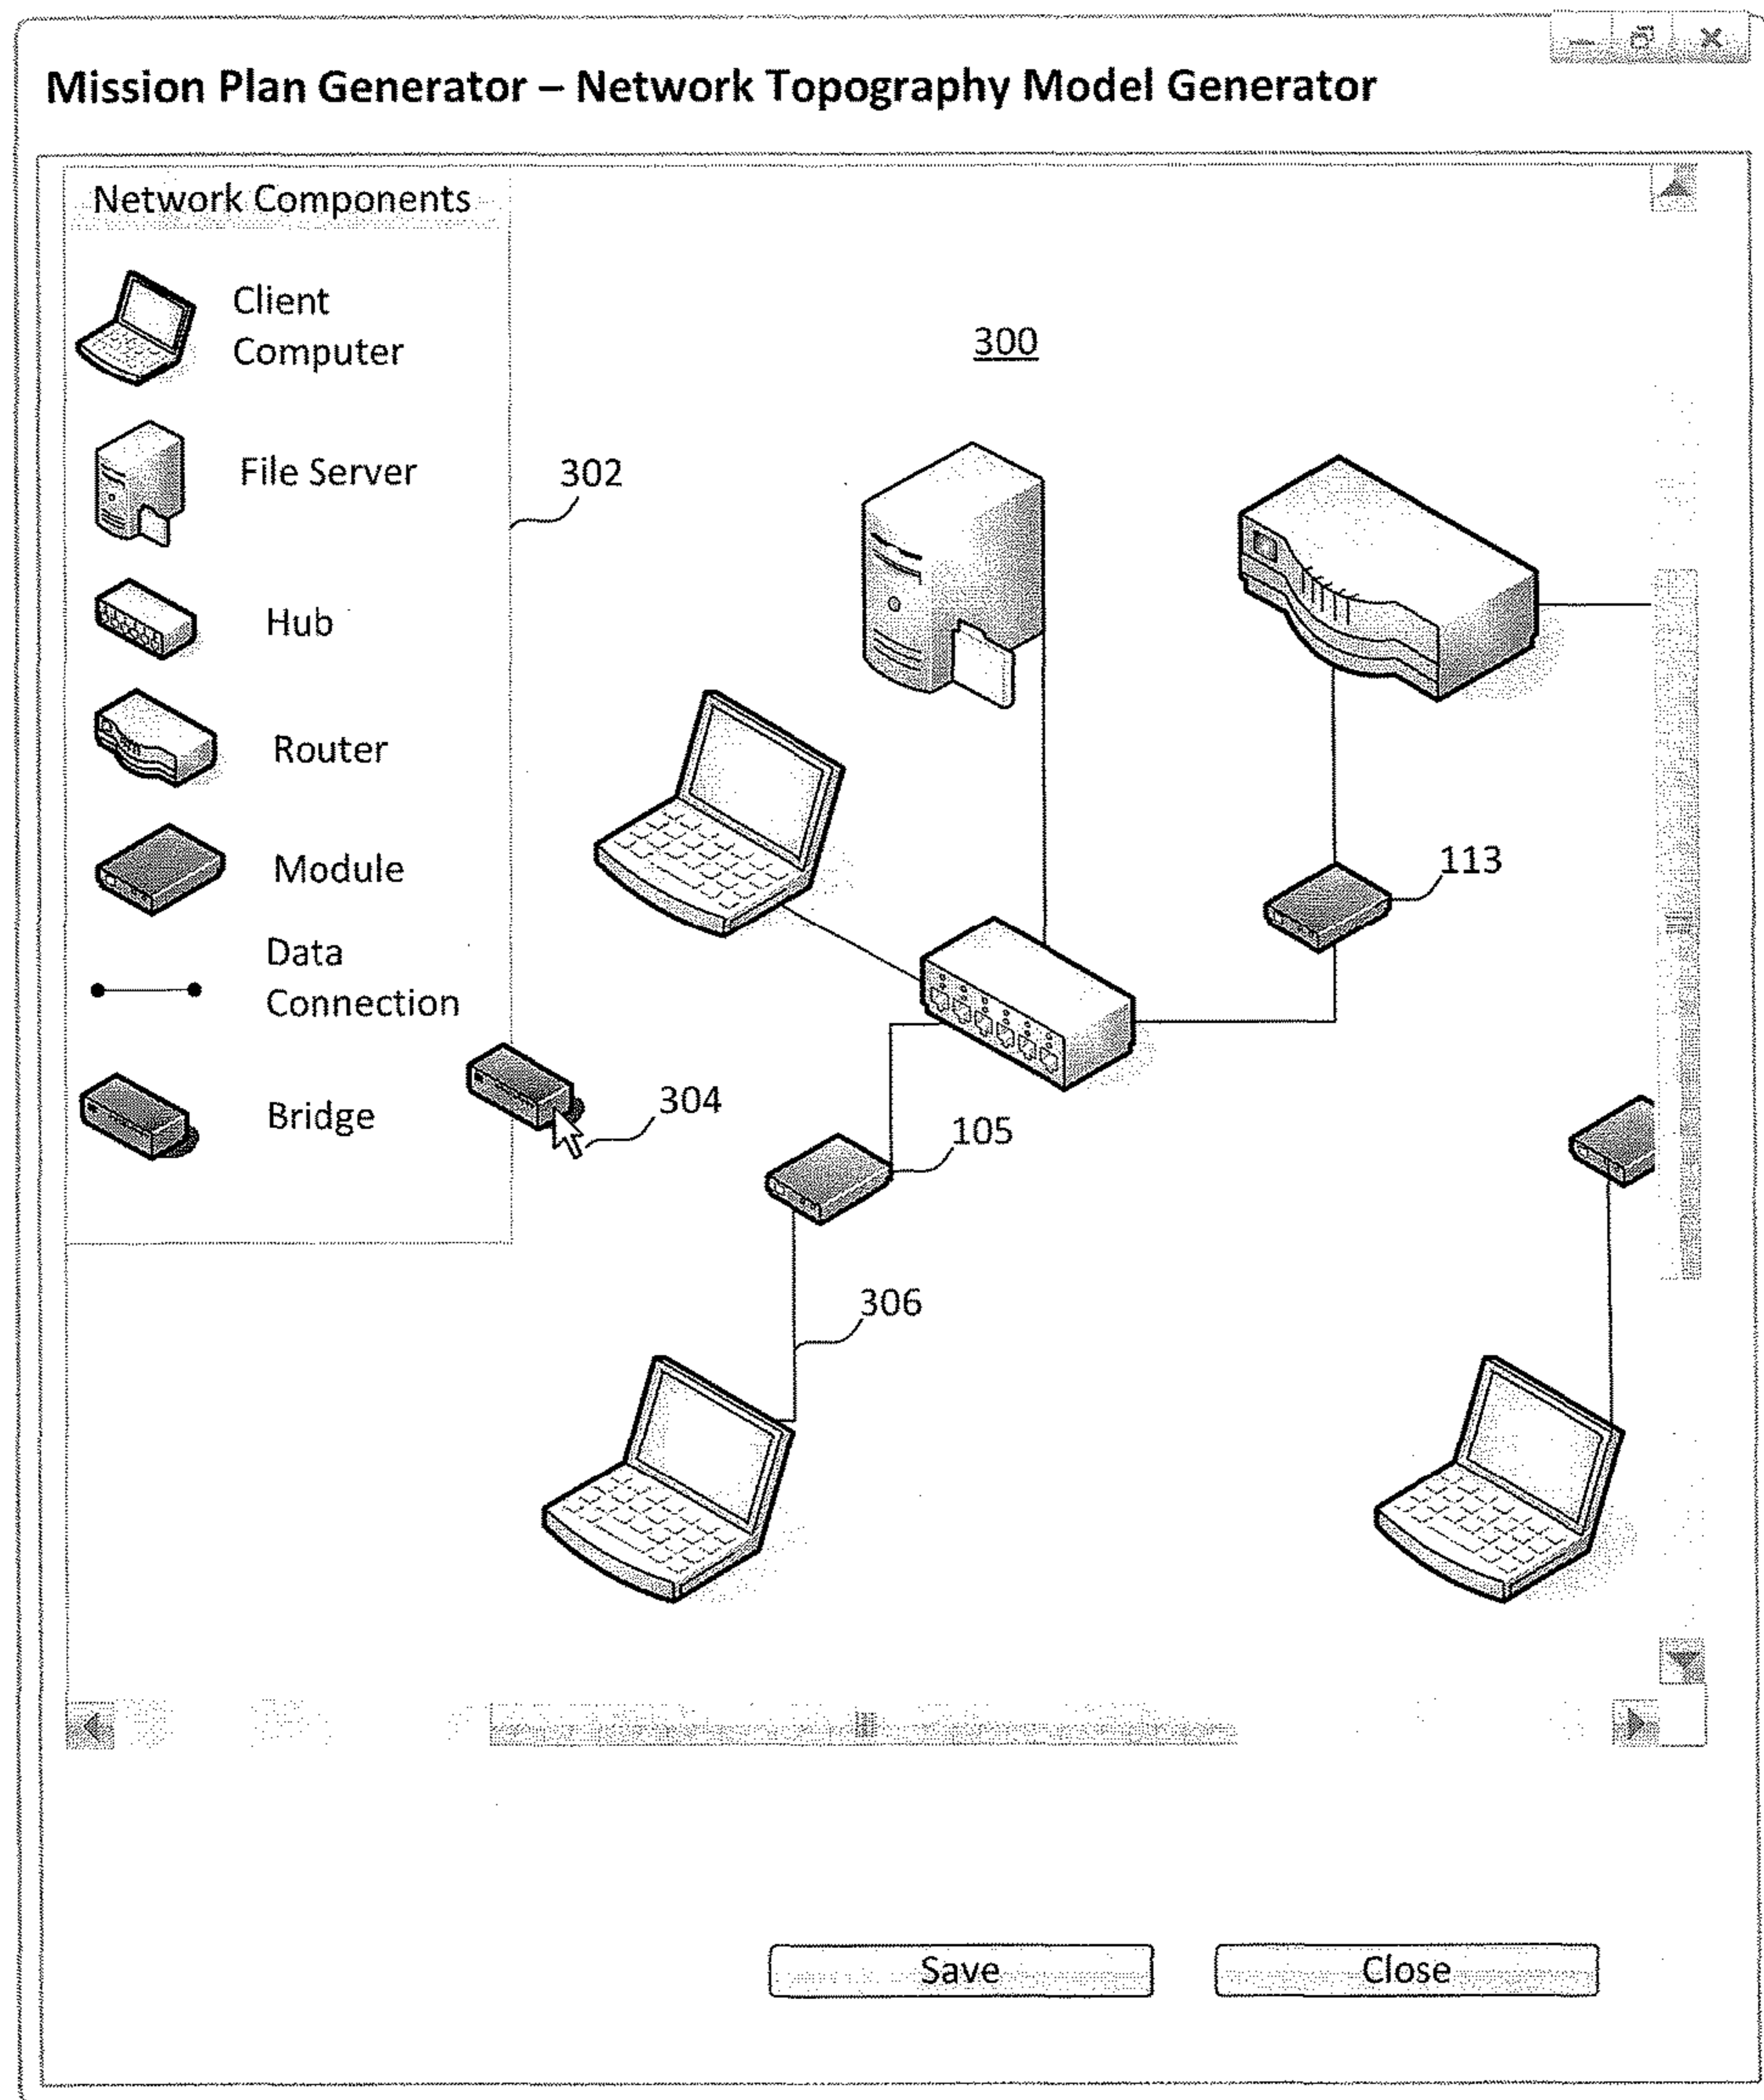 Mission Plan Generator – Network Topography Model Generator
Network Components
Client
Computer
File Server
Hub
Router
Module
Data
Connection
Bridge
300
302
113
304
105
306
Save
Close